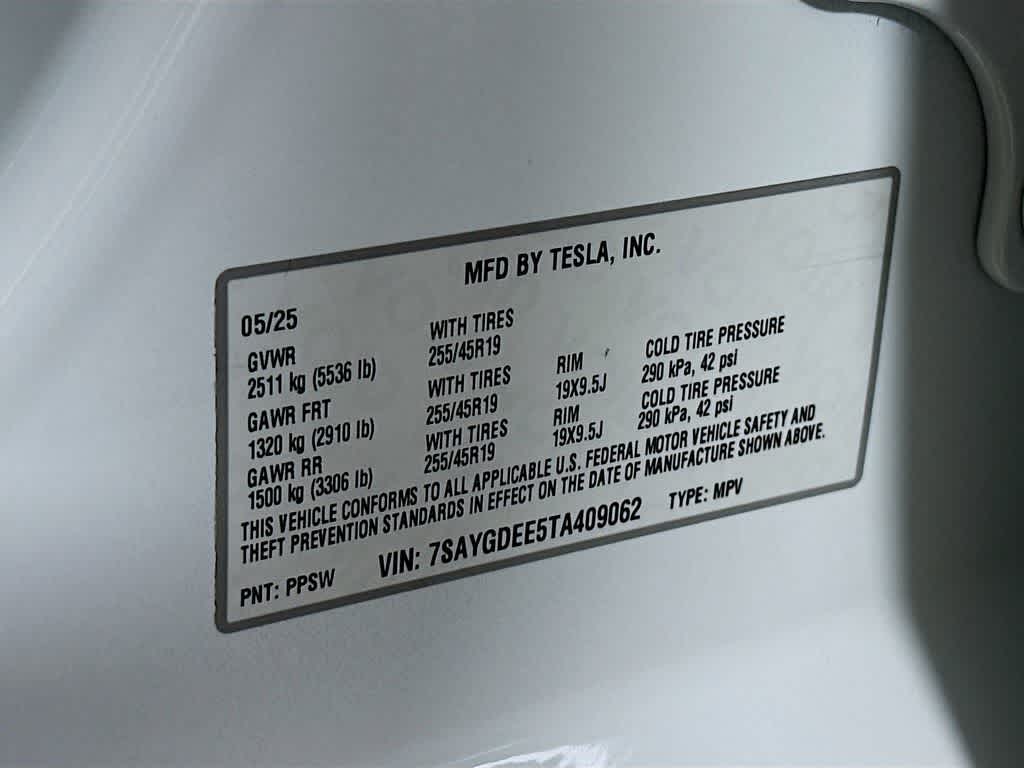 MFD BY TESLA, INC.
05/25
GVWR
2511 kg (5536 lb)
WITH TIRES
255/45R19
GAWR FRT
1320 kg (2910 lb)
WITH TIRES
255/45R19
RIM
19X9.5J
COLD TIRE PRESSURE
290 kPa, 42 psi
GAWR RR
1500 kg (3306 lb)
WITH TIRES
255/45R19
RIM
19X9.5J
COLD TIRE PRESSURE
290 kPa, 42 psi
THIS VEHICLE CONFORMS TO ALL APPLICABLE U.S. FEDERAL MOTOR VEHICLE SAFETY AND
THEFT PREVENTION STANDARDS IN EFFECT ON THE DATE OF MANUFACTURE SHOWN ABOVE.
PNT: PPSW VIN: 7SAYGDEE5TA409062 TYPE: MPV